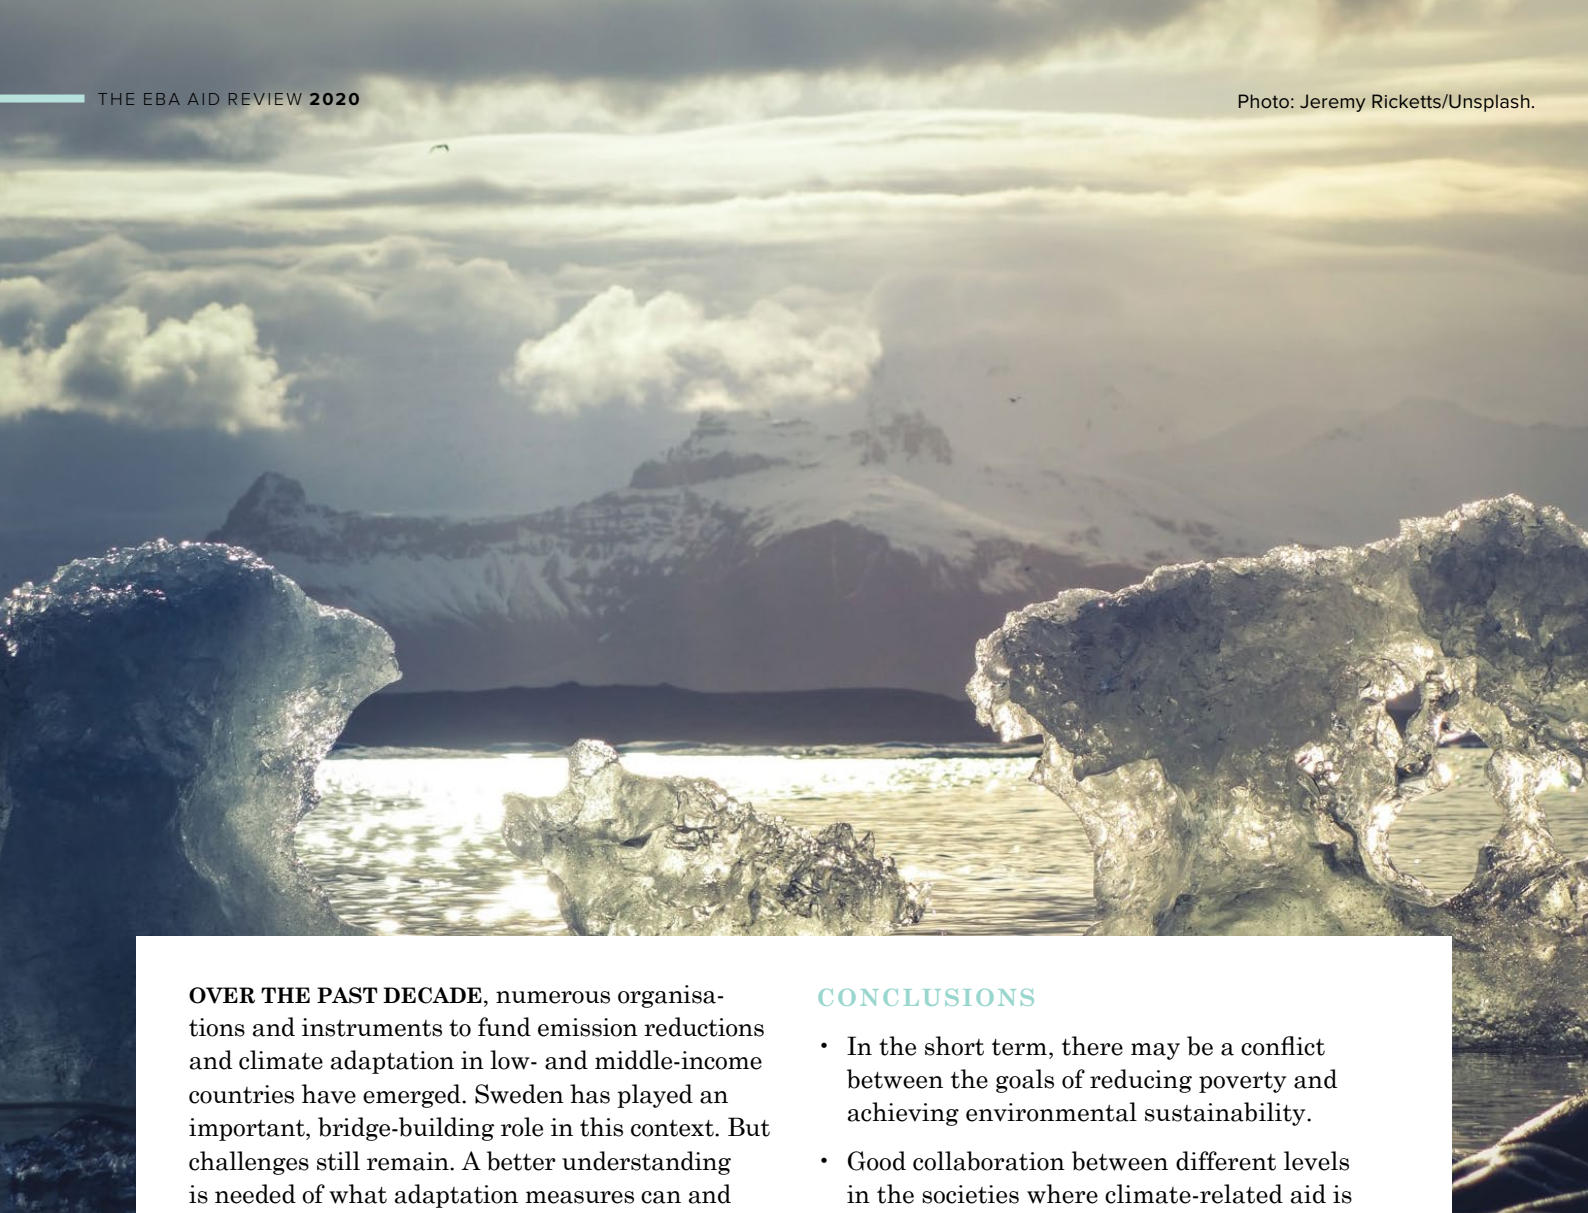 THE EBA AID REVIEW 2020
Photo: Jeremy Ricketts/Unsplash.
OVER THE PAST DECADE, numerous organisa-
tions and instruments to fund emission reductions
and climate adaptation in low- and middle-income
countries have emerged. Sweden has played an
important, bridge-building role in this context. But
challenges still remain. A better understanding
is needed of what adaptation measures can and
CONCLUSIONS
• In the short term, there may be a conflict
between the goals of reducing poverty and
achieving environmental sustainability.
• Good collaboration between different levels
in the societies where climate-related aid is